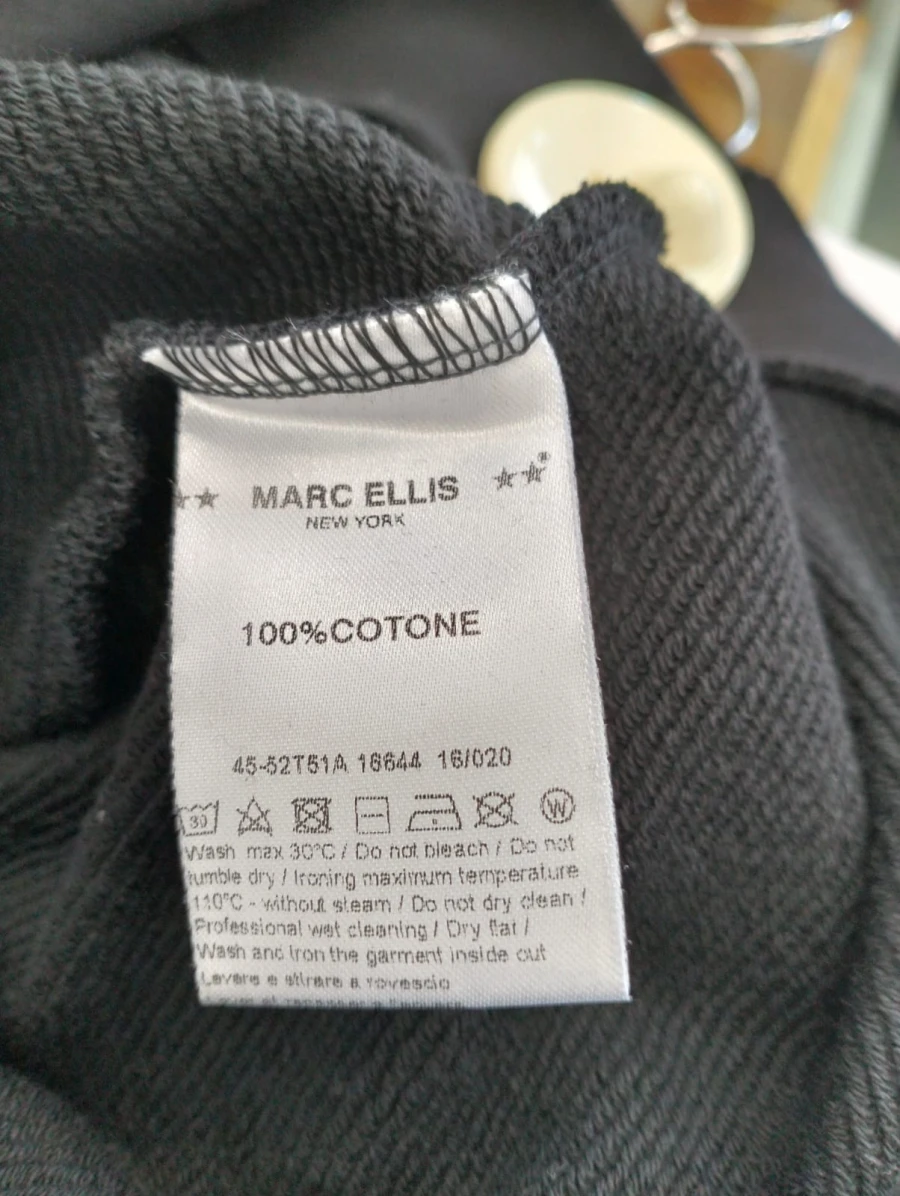 MARC ELLIS
NEW YORK
100%COTONE
45-52T51A 16644 16/020
30
W
Wash max 30°C / Do not bleach / Do not
tumble dry / Ironing maximum temperature
110°C - without steam / Do not dry clean /
Professional wet cleaning / Dry flat /
Wash and iron the garment inside out
Lavare e stirare a rovescio